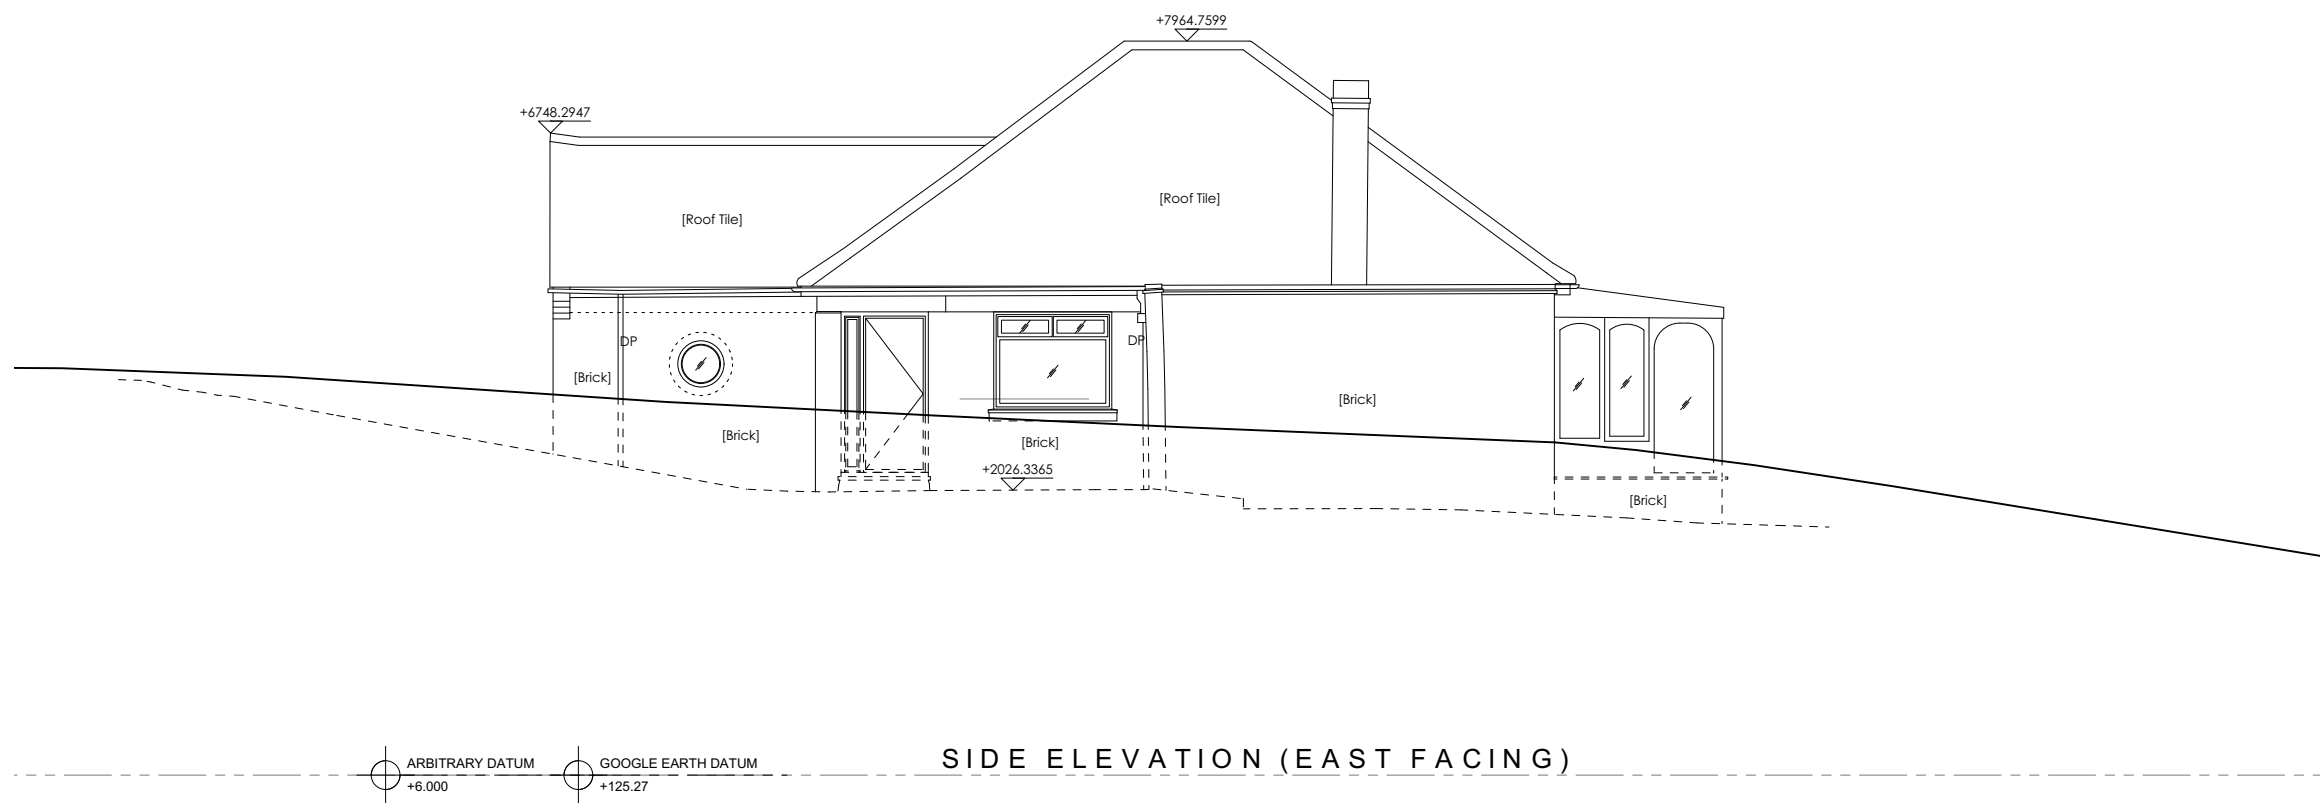 +7964.7599
+6748.2947
[Roof Tile]
[Roof Tile]
DP
DP
[Brick]
[Brick]
[Brick]
[Brick]
+2026.3365
[Brick]
SIDE ELEVATION (EAST FACING)
ARBITRARY DATUM
+6.000
GOOGLE EARTH DATUM
+125.27